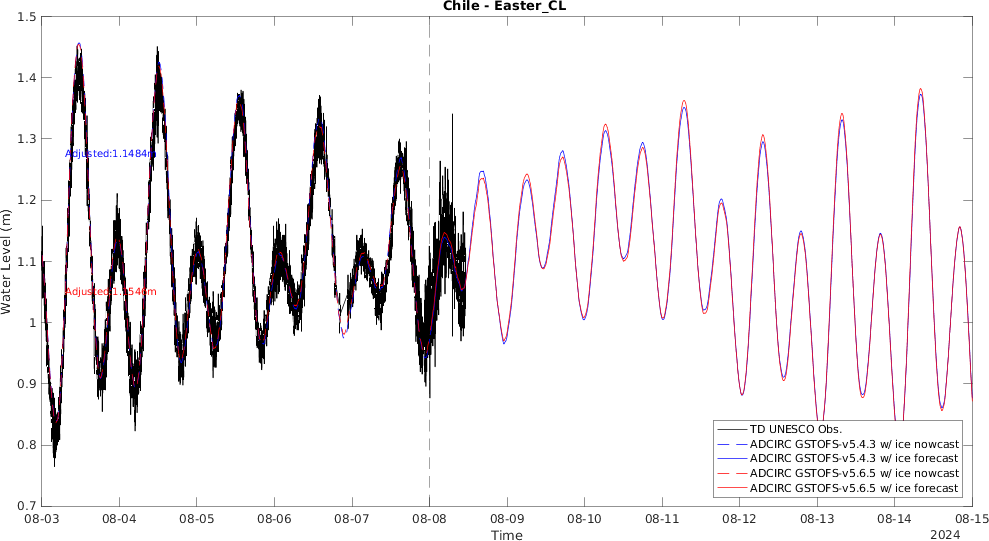 Chile - Easter_CL
Water Level (m)
1.5
1.4
1.3
1.2
1.1
1
0.9
0.8
0.7
Adjusted:1.1484m
TD UNESCO Obs.
ADCIRC GSTOFS-v5.4.3 w/ ice nowcast
ADCIRC GSTOFS-v5.4.3 w/ ice forecast
ADCIRC GSTOFS-v5.6.5 w/ ice nowcast
ADCIRC GSTOFS-v5.6.5 w/ ice forecast
08-03 08-04 08-05 08-06 08-07 08-08 08-09 08-10 08-11 08-12 08-13 08-14 08-15
Time
2024